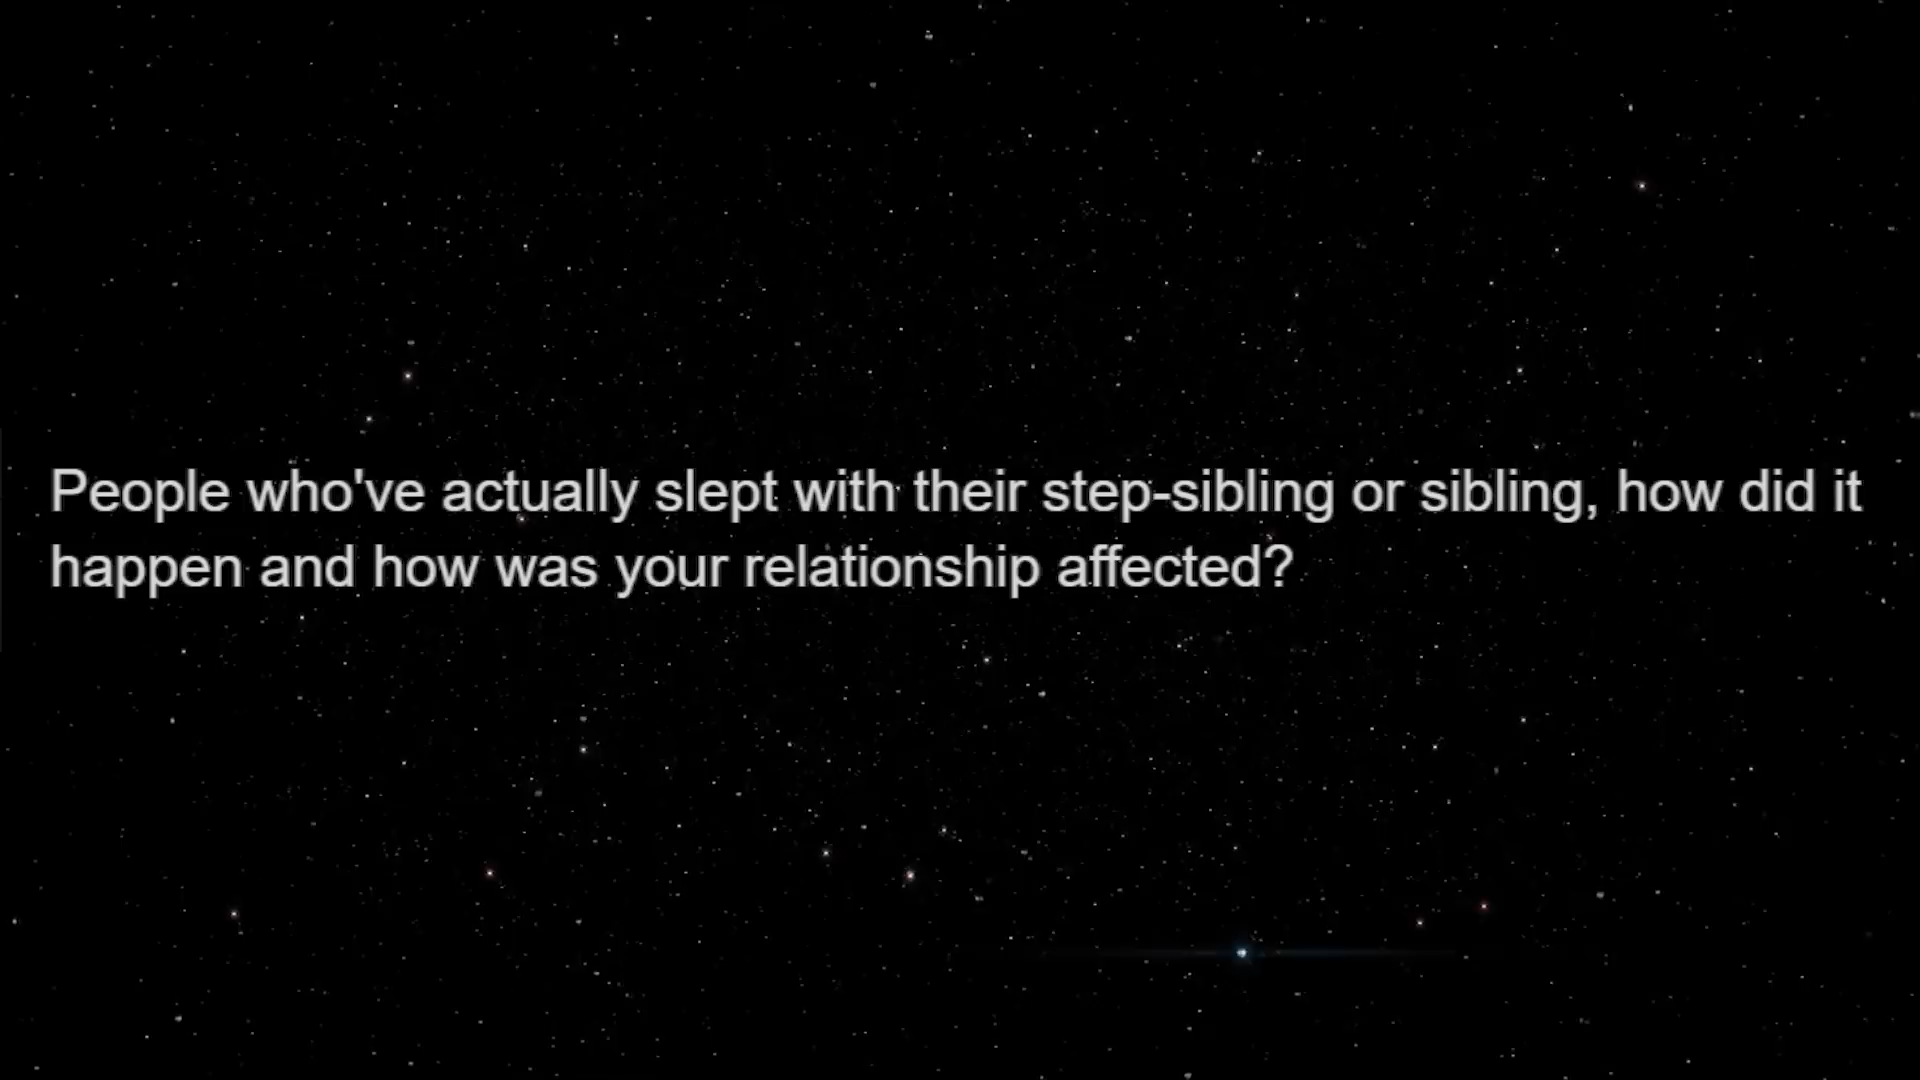 People who've actually slept with their step-sibling or sibling, how did it
happen and how was your relationship affected?